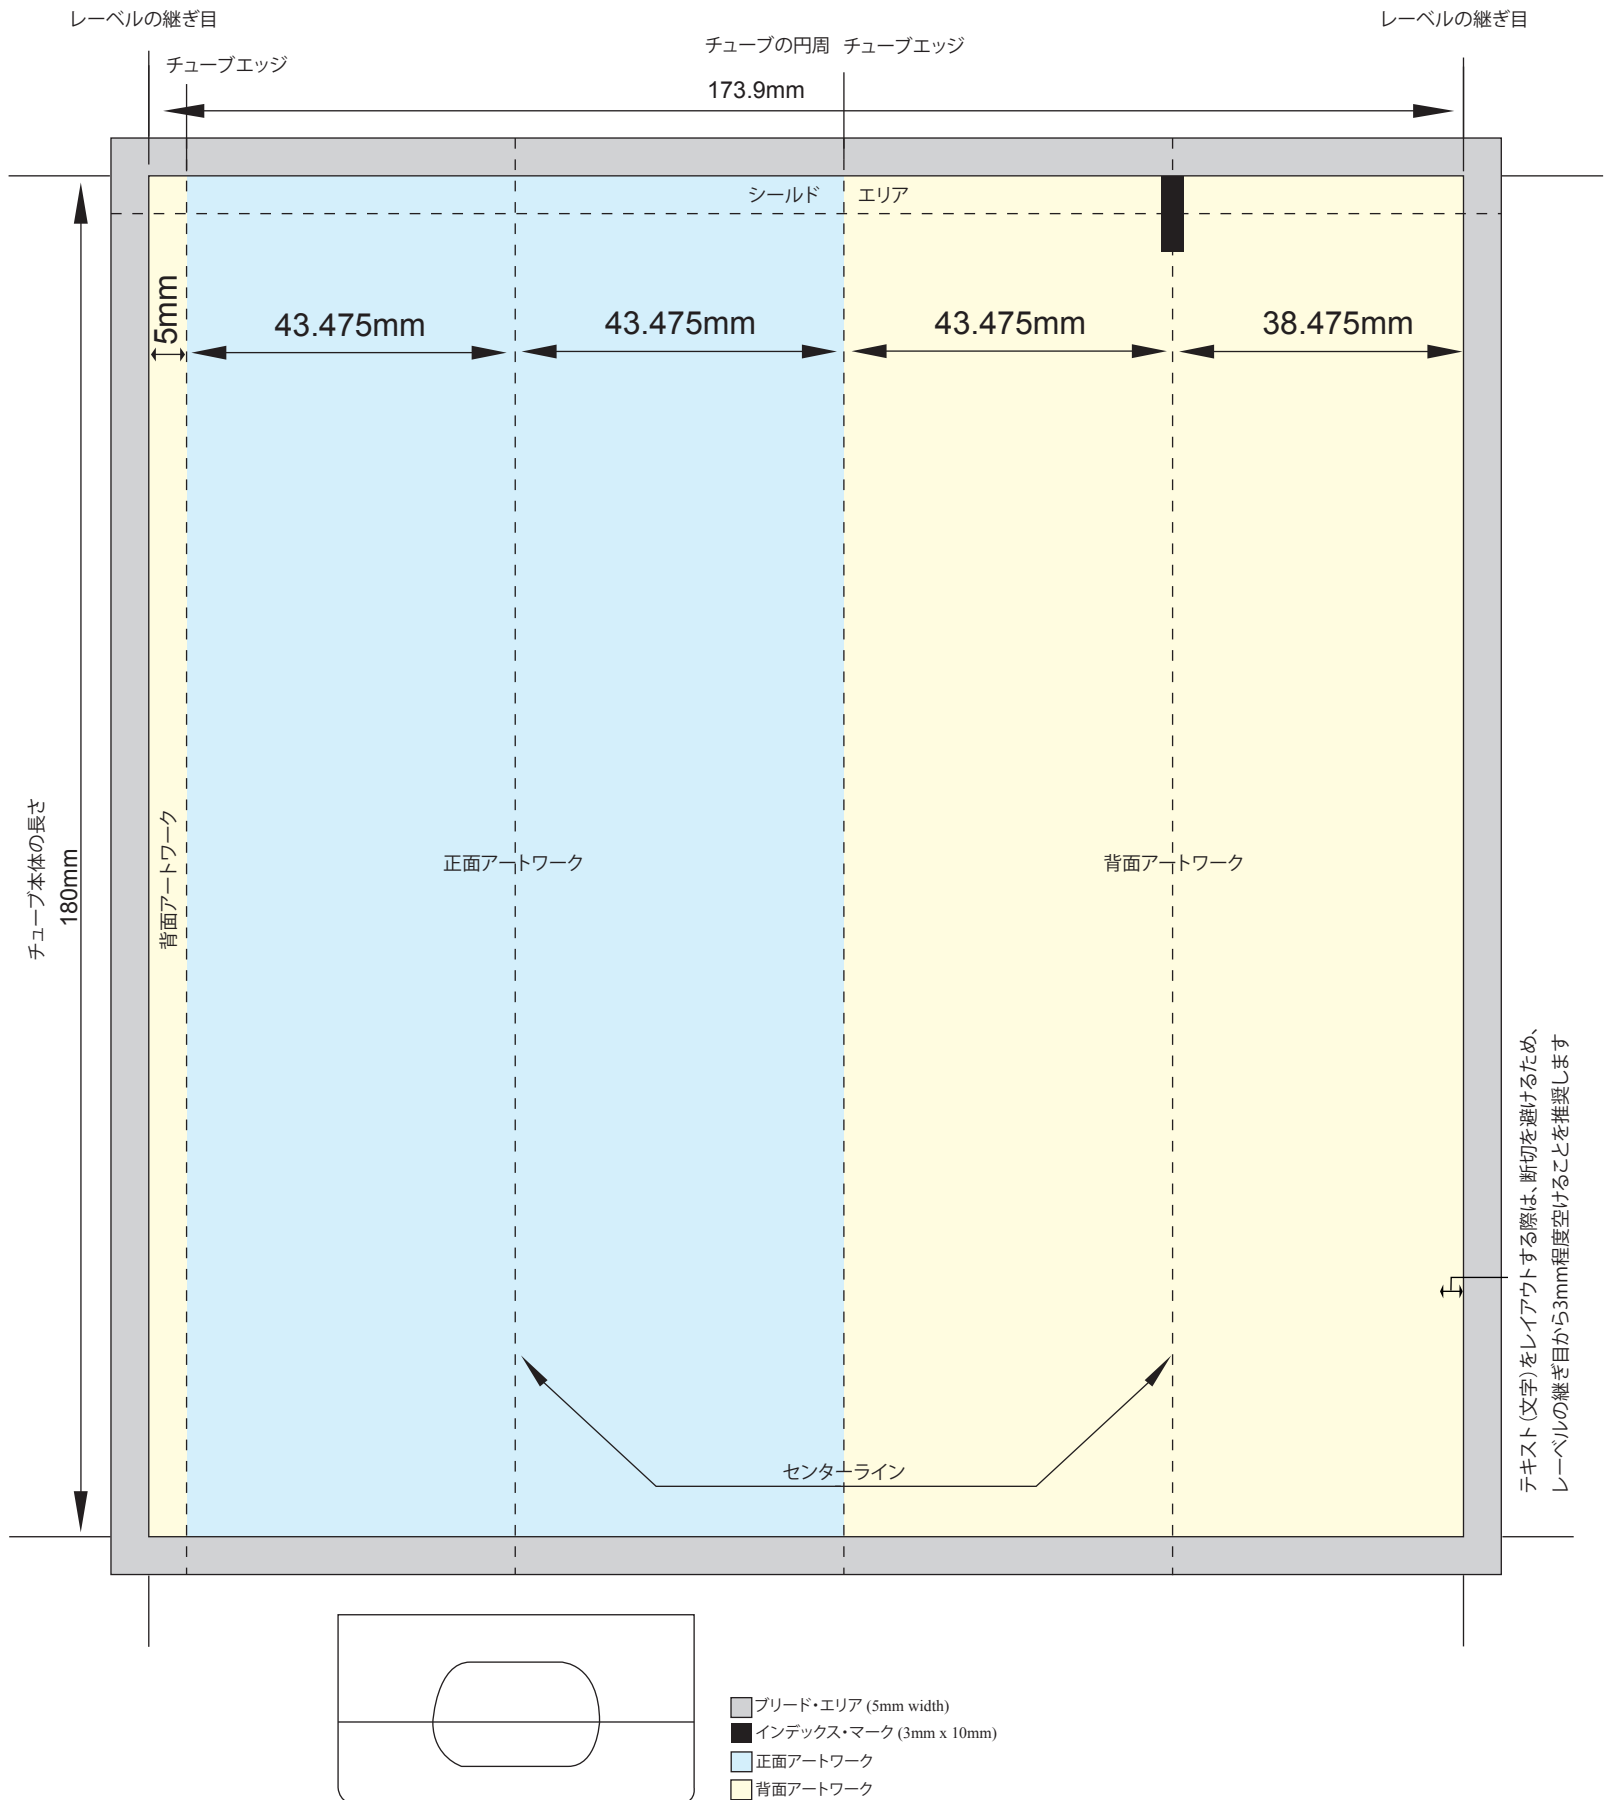 レーベルの継ぎ目
レーベルの継ぎ目
チューブの円周 チューブエッジ
チューブエッジ
173.9mm
シールド エリア
5mm
43.475mm
43.475mm
43.475mm
38.475mm
チューブ本体の長さ
180mm
背面アートワーク
正面アートワーク
背面アートワーク
テキスト(文字)をレイアウトする際は、断切を避けるため、
レーベルの継ぎ目から3mm程度空けることを推奨します
センターライン
ブリード・エリア (5mm width)
インデックス・マーク (3mm x 10mm)
正面アートワーク
背面アートワーク